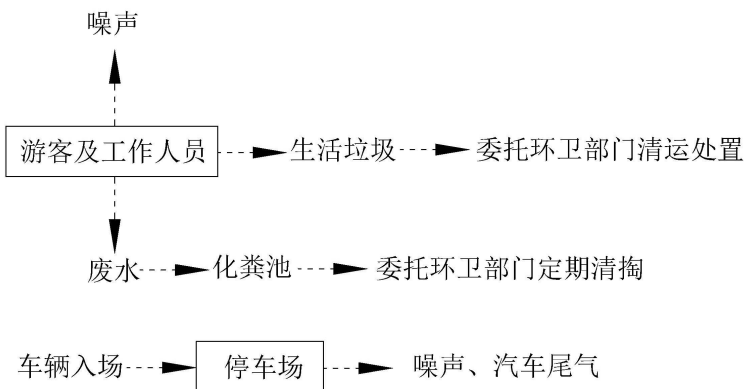 噪声
游客及工作人员 生活垃圾 委托环卫部门清运处置
废水 化粪池 委托环卫部门定期清掏
车辆入场 停车场 噪声、汽车尾气